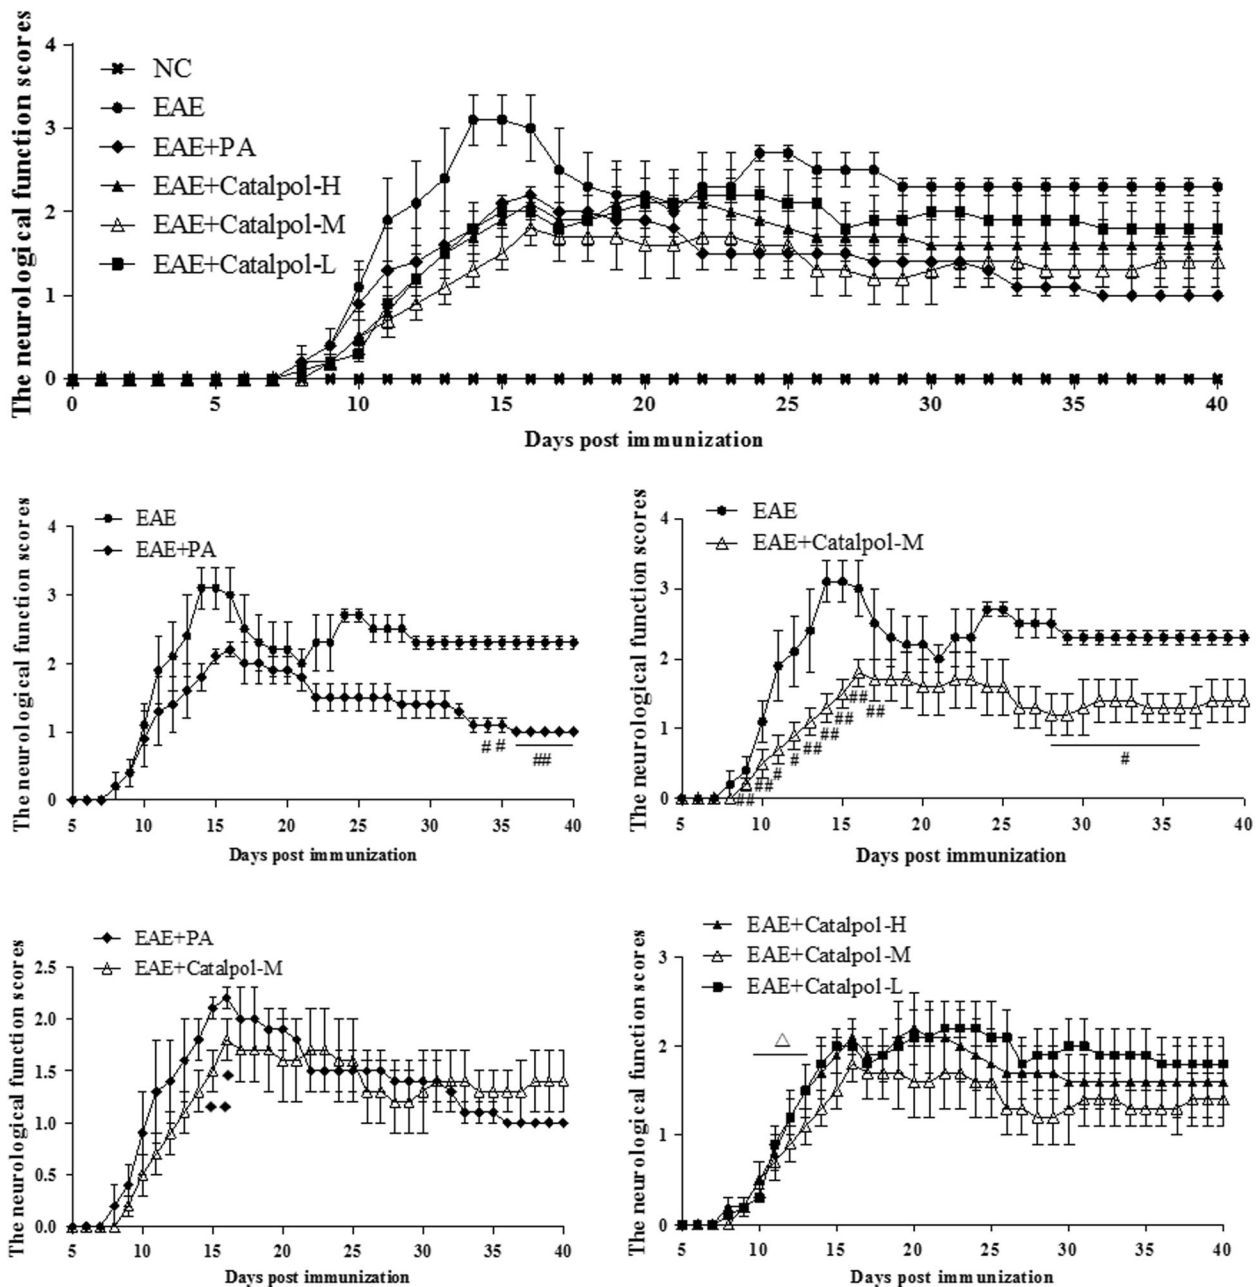 The neurological function scores
4
3
2
1
0
NC
EAE
EAE+PA
EAE+Catalpol-H
EAE+Catalpol-M
EAE+Catalpol-L
0 5 10 15 20 25 30 35 40
Days post immunization
The neurological function scores
4
3
2
1
0
EAE
EAE+PA
# #
##
5 10 15 20 25 30 35 40
Days post immunization
The neurological function scores
4
3
2
1
0
EAE
EAE+Catalpol-M
##
##
#
#
##
##
##
##
##
#
5 10 15 20 25 30 35 40
Days post immunization
The neurological function scores
2.5
2.0
1.5
1.0
0.5
0.0
EAE+PA
EAE+Catalpol-M
5 10 15 20 25 30 35 40
Days post immunization
The neurological function scores
3
2
1
0
EAE+Catalpol-H
EAE+Catalpol-M
EAE+Catalpol-L
△
5 10 15 20 25 30 35 40
Days post immunization